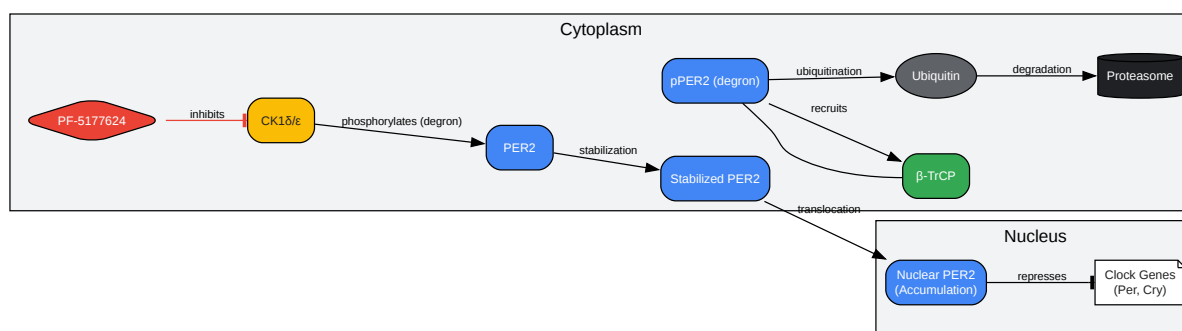 Cytoplasm
PF-5177624
inhibits
CK1δ/ε
phosphorylates (degron)
PER2
stabilization
Stabilized PER2
pPER2 (degron)
ubiquitination
Ubiquitin
degradation
Proteasome
recruits
β-TrCP
translocation
Nucleus
Nuclear PER2
(Accumulation)
represses
Clock Genes
(Per, Cry)